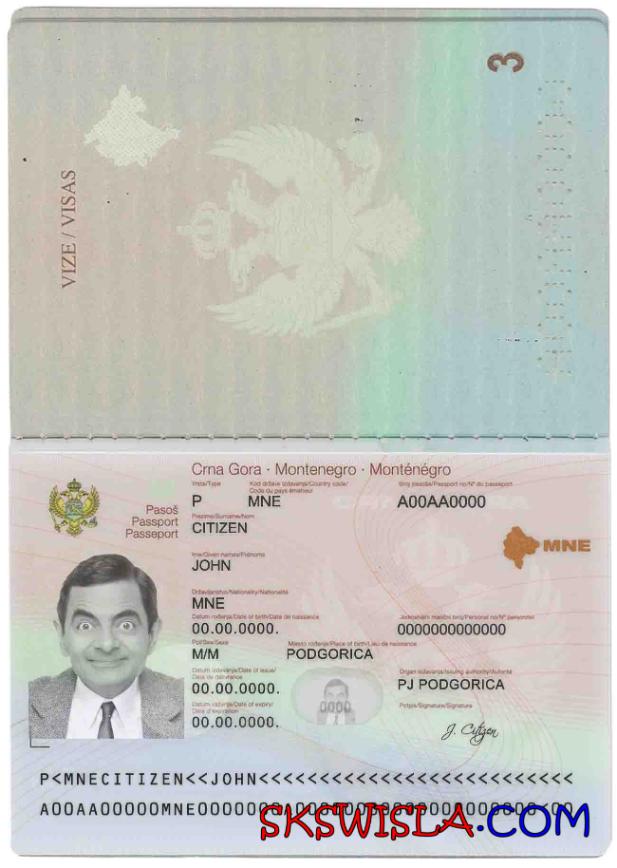 3
VIZE / VISAS
Crna Gora · Montenegro · Monténégro
Pasoš
Passport
Passeport
Vrsta/Type
Kod države izdavanja/Country code/
Code du pays émetteur
Broj pasoša/Passport no/N° du passeport
P
MNE
A00AA0000
Prezime/Surname/Nom
CITIZEN
Ime/Given names/Prénoms
JOHN
MNE
Državljanstvo/Nationality/Nationalité
MNE
Datum rođenja/Date of birth/Date de naissance
Jedinstveni matični broj/Personal no/N° personnel
00.00.0000.
0000000000000
Pol/Sex/Sexe
Mjesto rođenja/Place of birth/Lieu de naissance
M/M
PODGORICA
Datum izdavanja/Date of issue/
Date de délivrance
Organ izdavanja/Issuing authority/Autorité
00.00.0000.
PJ PODGORICA
0000
Datum važenja/Date of expiry/
Date d'expiration
Potpis/Signature/Signature
00.00.0000.
J. Citizen
P<MNECITIZEN<<JOHN<<<<<<<<<<<<<<<<<<<<<<<<<<
SKSWISLA.COM